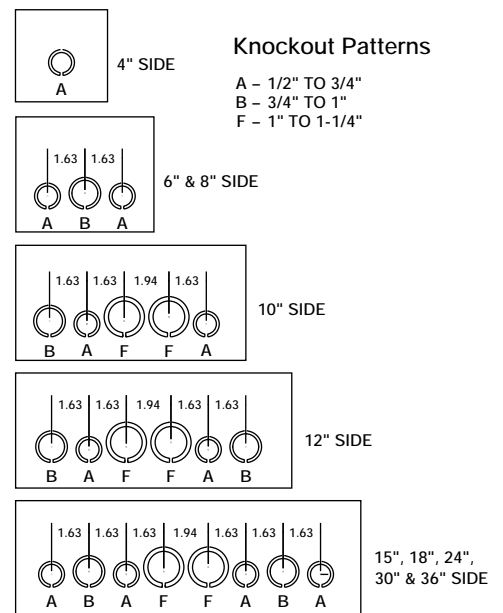 Knockout Patterns
A – 1/2" TO 3/4"
B – 3/4" TO 1"
F – 1" TO 1-1/4"
A
4" SIDE
1.63 1.63
A B A
6" & 8" SIDE
1.63 1.63 1.94 1.63
B A F F A
10" SIDE
1.63 1.63 1.94 1.63 1.63
B A F F A B
12" SIDE
1.63 1.63 1.63 1.94 1.63 1.63 1.63
A B A F F A B A
15", 18", 24",
30" & 36" SIDE